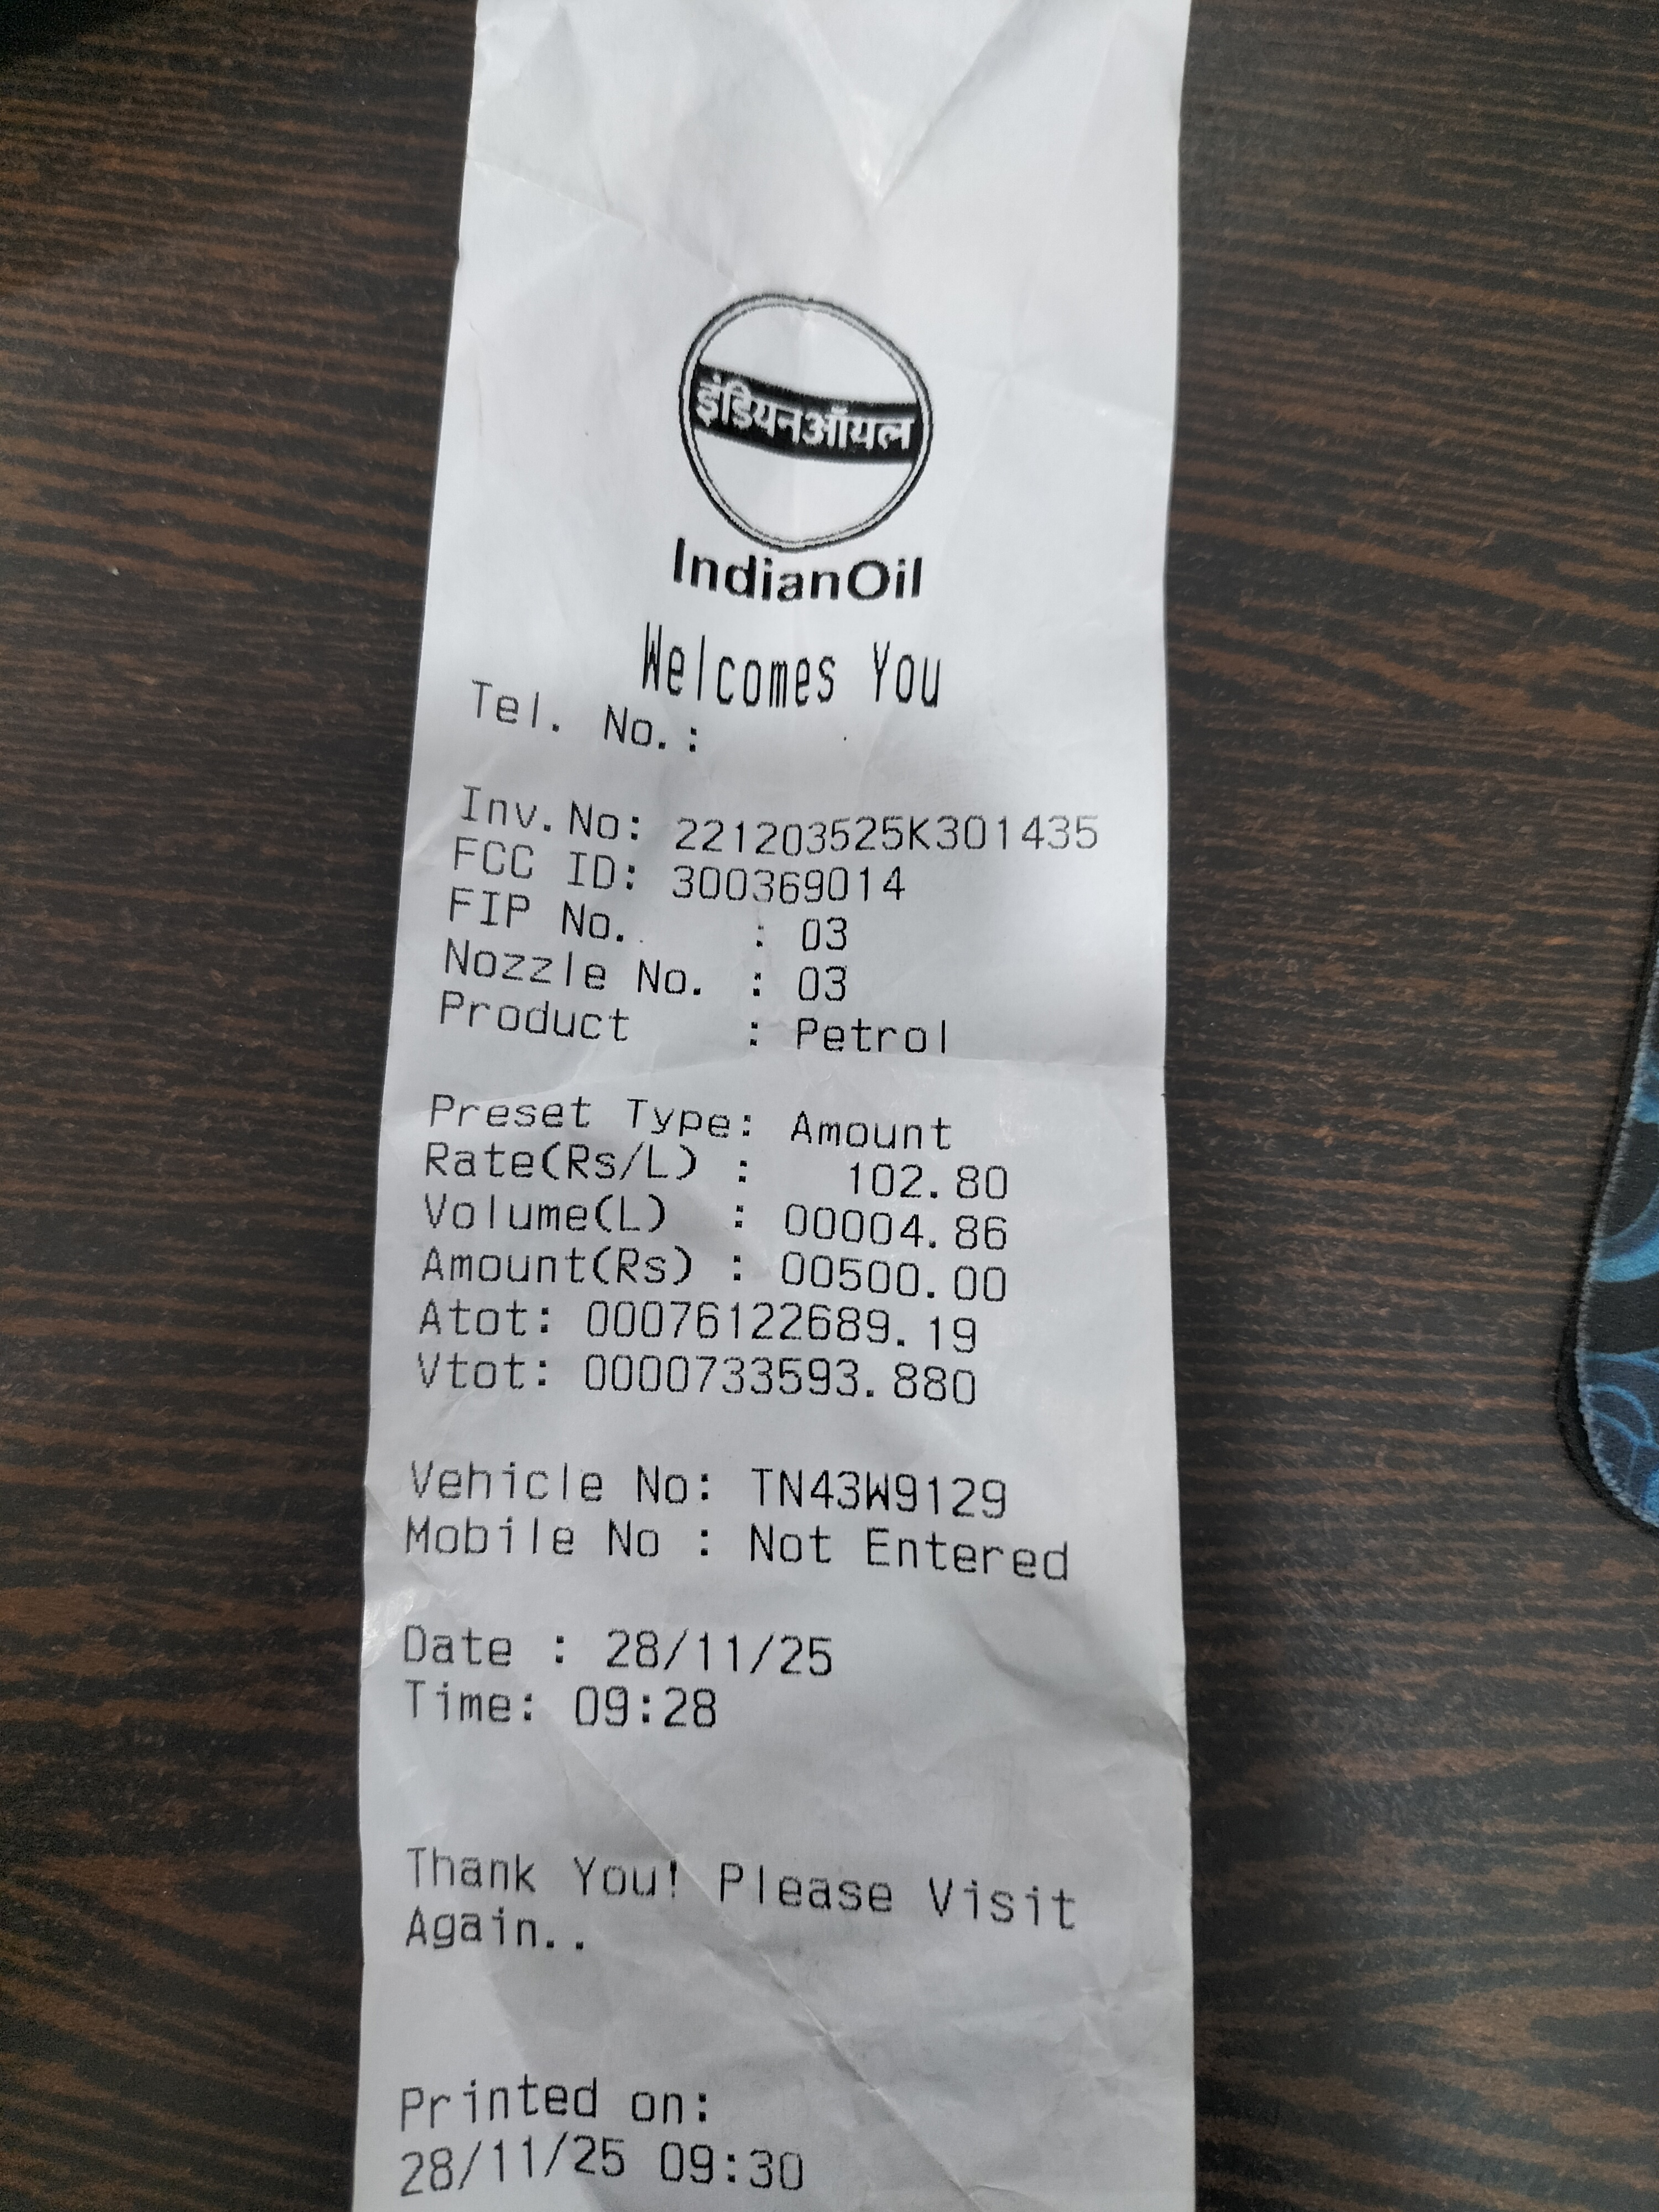 इंडियनऑयल
IndianOil
Welcomes You
Tel. No.:
Inv.No: 221203525K301435
FCC ID: 300369014
FIP No. : 03
Nozzle No. : 03
Product : Petrol
Preset Type: Amount
Rate(Rs/L) : 102.80
Volume(L) : 00004.86
Amount(Rs) : 00500.00
Atot: 00076122689.19
Vtot: 0000733593.880
Vehicle No: TN43W9129
Mobile No : Not Entered
Date : 28/11/25
Time: 09:28
Thank You! Please Visit
Again..
Printed on:
28/11/25 09:30